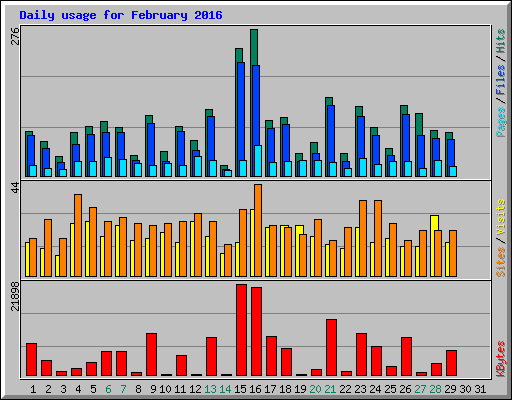 Daily usage for February 2016
276
Pages / Files / Hits
44
Sites / Visits
21898
KBytes
1 2 3 4 5 6 7 8 9 10 11 12 13 14 15 16 17 18 19 20 21 22 23 24 25 26 27 28 29 30 31